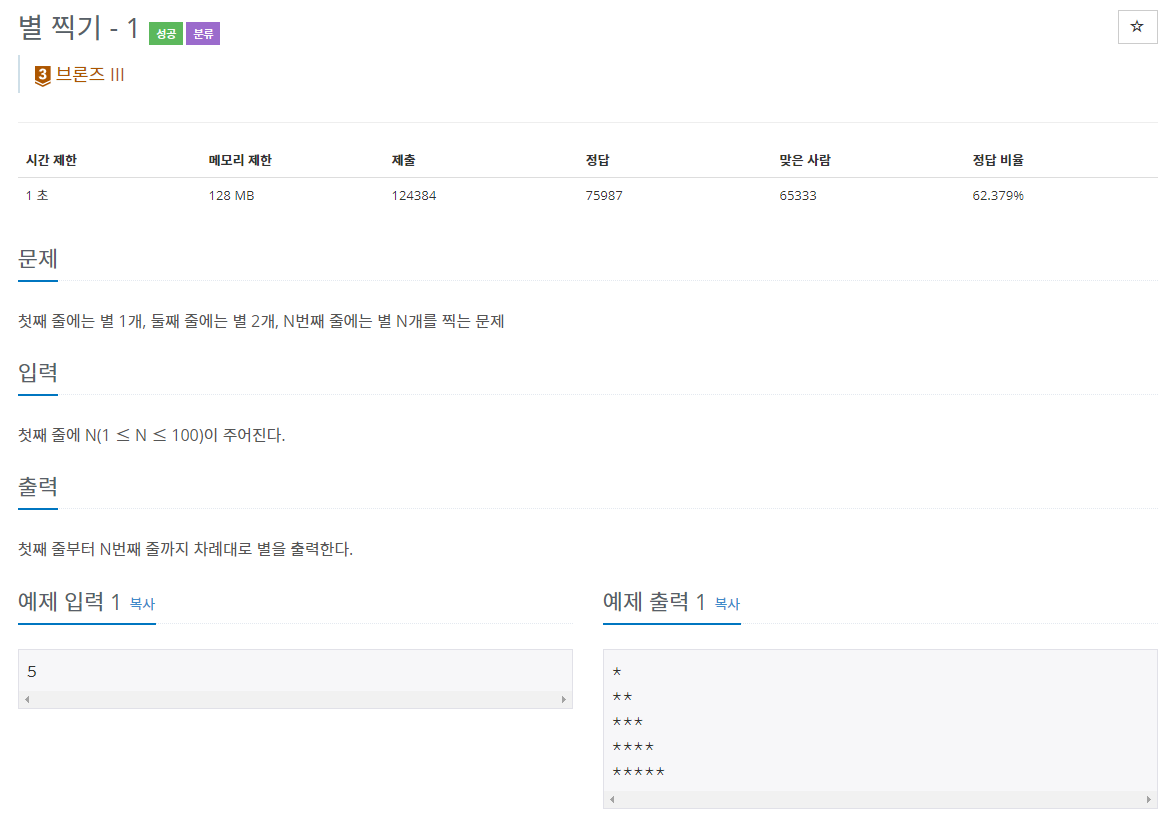 별 찍기 - 1 성공 분류
☆
3 브론즈 III
시간 제한 메모리 제한 제출 정답 맞은 사람 정답 비율
1 초 128 MB 124384 75987 65333 62.379%
문제
첫째 줄에는 별 1개, 둘째 줄에는 별 2개, N번째 줄에는 별 N개를 찍는 문제
입력
첫째 줄에 N(1 ≤ N ≤ 100)이 주어진다.
출력
첫째 줄부터 N번째 줄까지 차례대로 별을 출력한다.
예제 입력 1 복사
5
예제 출력 1 복사
*
**
***
****
*****